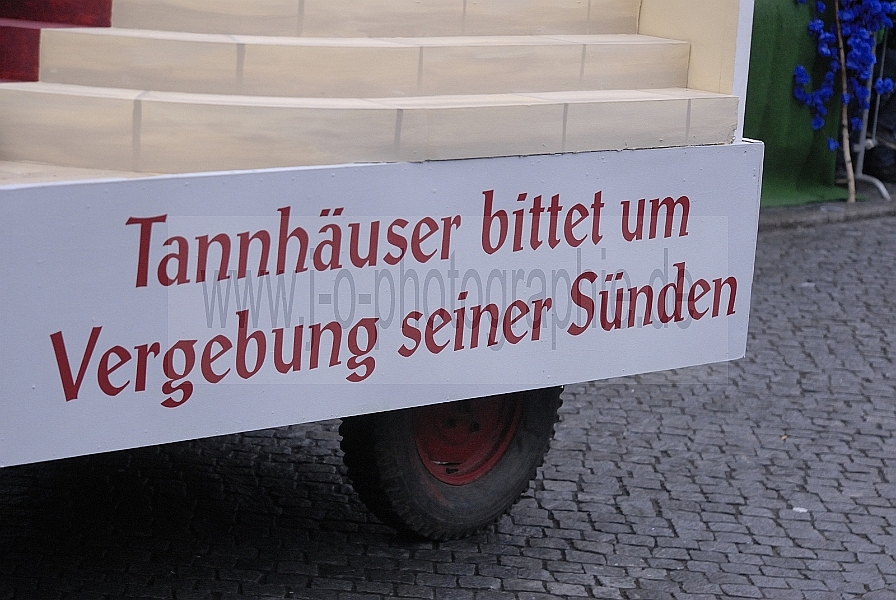 Tannhäuser bittet um
Vergebung seiner Sünden
www.j-o-photographie.de